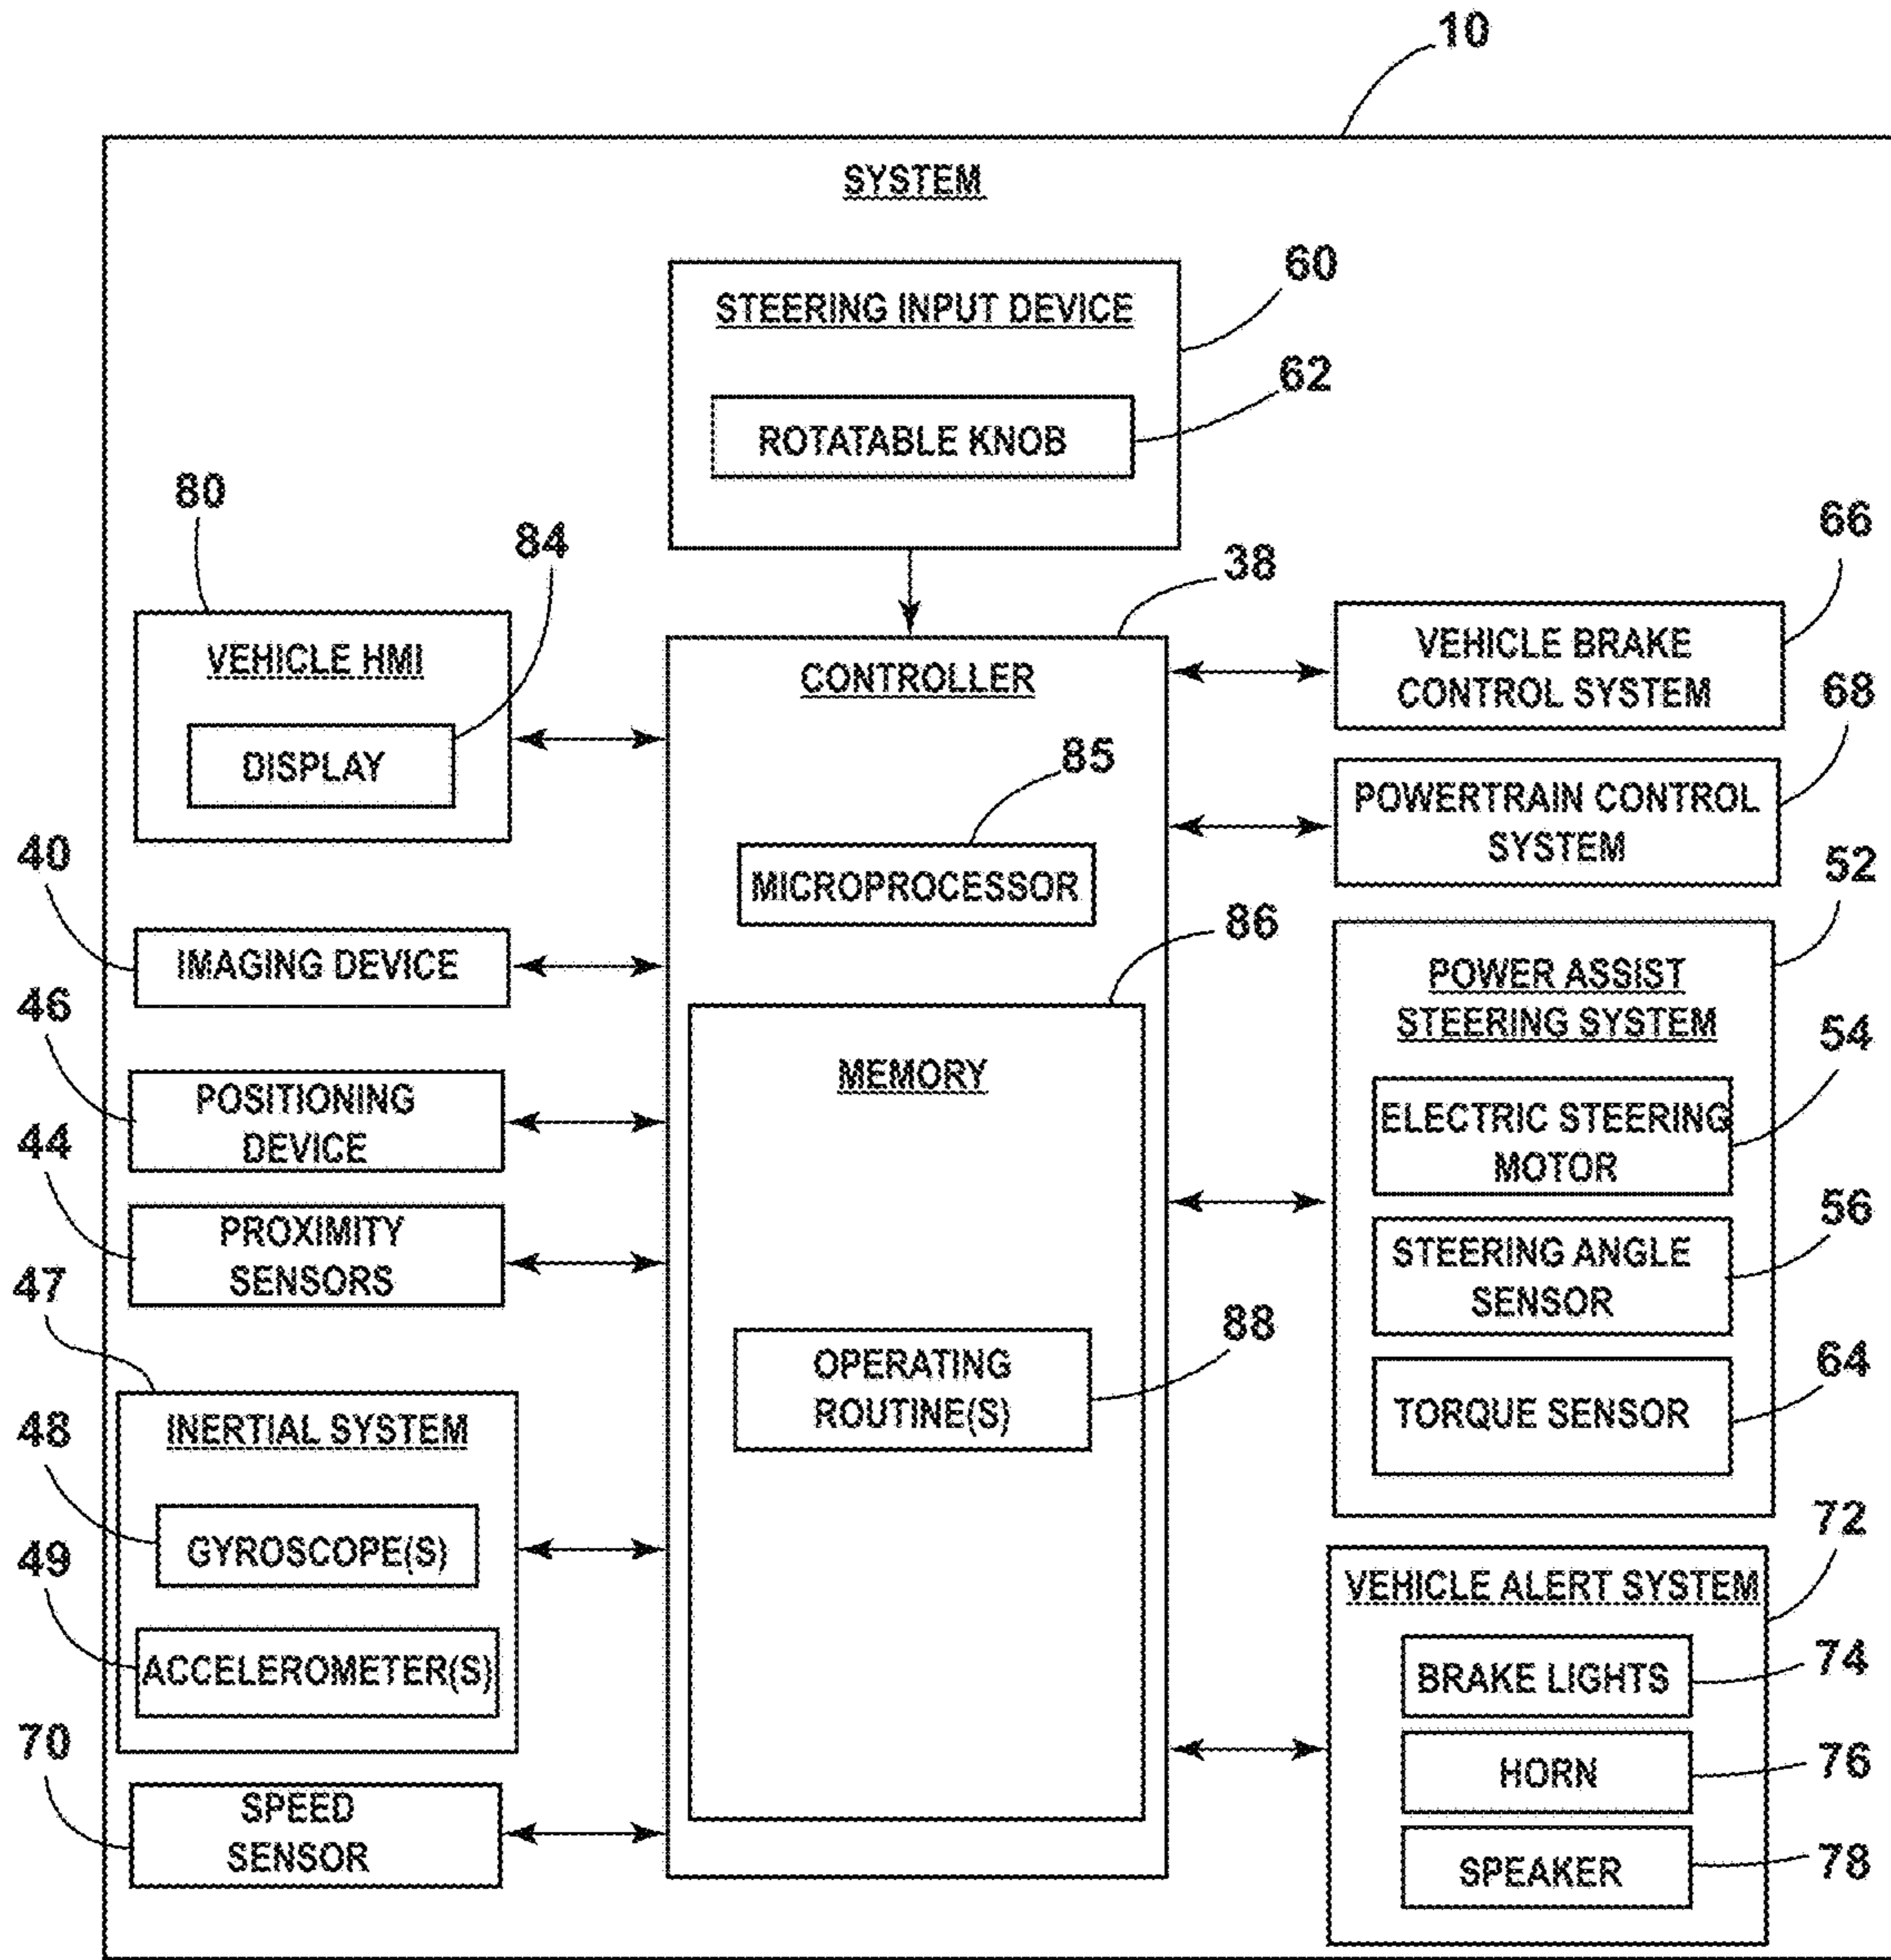 10
SYSTEM
60
STEERING INPUT DEVICE
62
ROTATABLE KNOB
80
84
VEHICLE HMI
DISPLAY
40
IMAGING DEVICE
46
POSITIONING
DEVICE
44
PROXIMITY
SENSORS
47
INERTIAL SYSTEM
48
GYROSCOPE(S)
49
ACCELEROMETER(S)
70
SPEED
SENSOR
38
CONTROLLER
85
MICROPROCESSOR
86
MEMORY
88
OPERATING
ROUTINE(S)
66
VEHICLE BRAKE
CONTROL SYSTEM
68
POWERTRAIN CONTROL
SYSTEM
52
POWER ASSIST
STEERING SYSTEM
54
ELECTRIC STEERING
MOTOR
56
STEERING ANGLE
SENSOR
64
TORQUE SENSOR
72
VEHICLE ALERT SYSTEM
BRAKE LIGHTS
74
HORN
76
SPEAKER
78